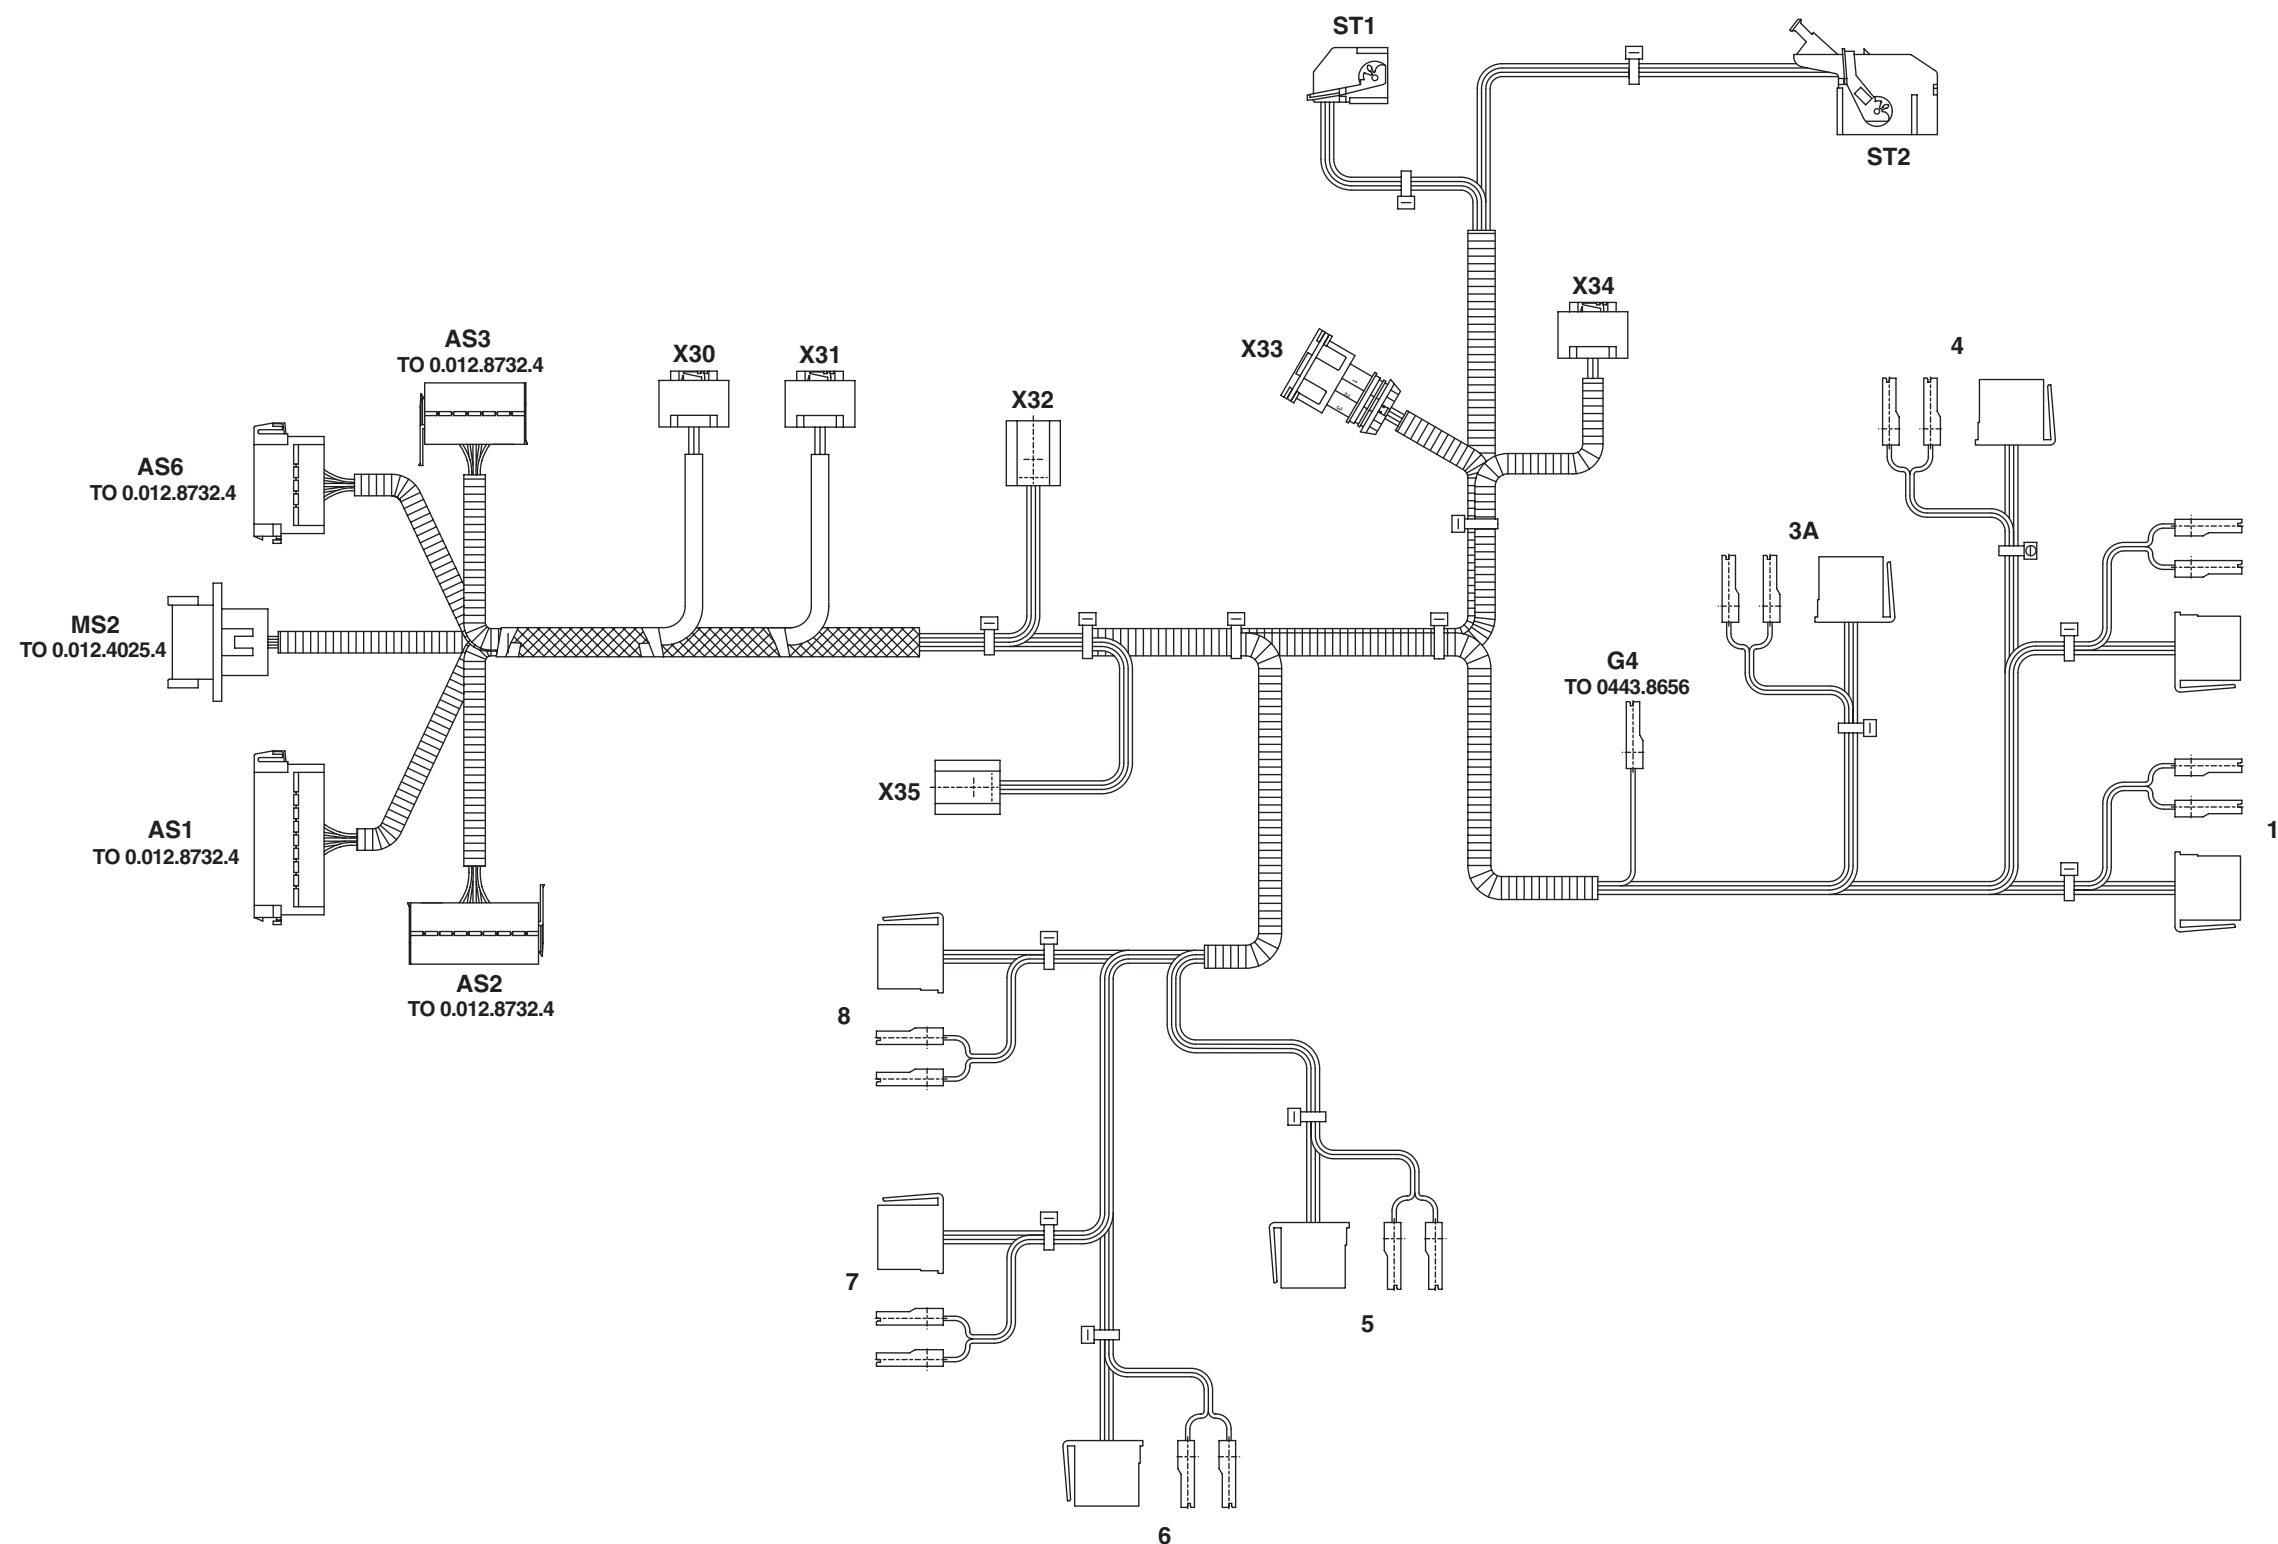 ST1
ST2
X34
X33
4
AS3
TO 0.012.8732.4
X30
X31
X32
AS6
TO 0.012.8732.4
3A
MS2
TO 0.012.4025.4
G4
TO 0443.8656
X35
AS1
TO 0.012.8732.4
1
AS2
TO 0.012.8732.4
8
7
5
6